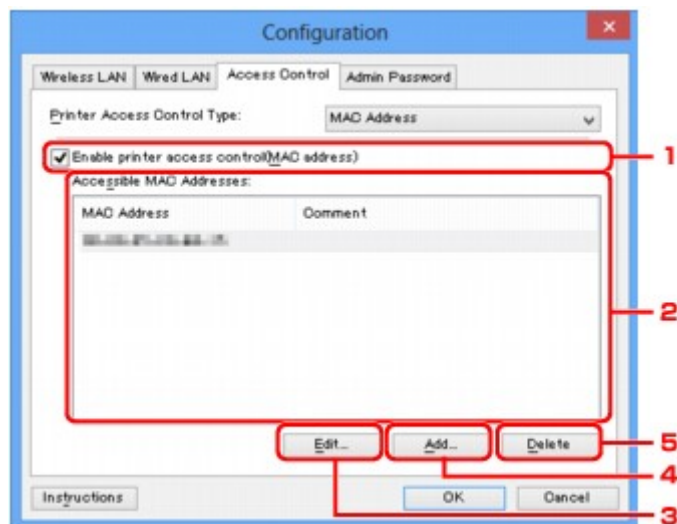 Configuration
Wireless LAN Wired LAN Access Control Admin Password
Printer Access Control Type: MAC Address
Enable printer access control(MAC address) 1
Accessible MAC Addresses:
MAC Address Comment
2
Edit... Add... Delete 5
4
Instructions OK Cancel
3